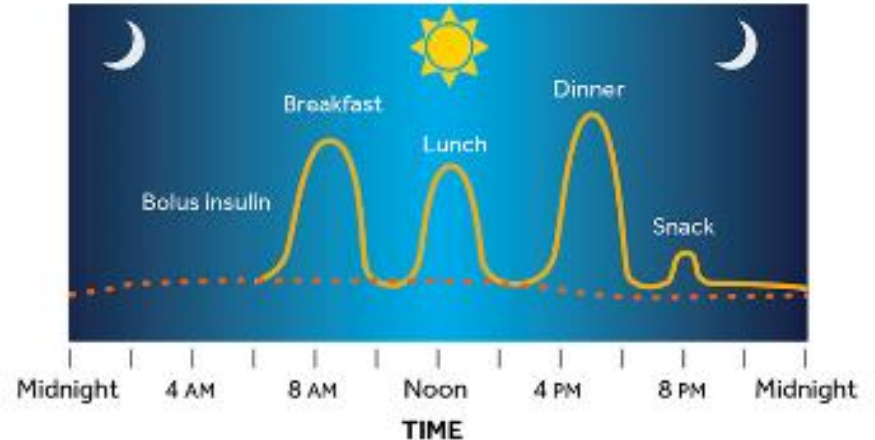 Dinner
Breakfast
Lunch
Bolus insulin
Snack
Midnight 4 AM 8 AM Noon 4 PM 8 PM Midnight
TIME